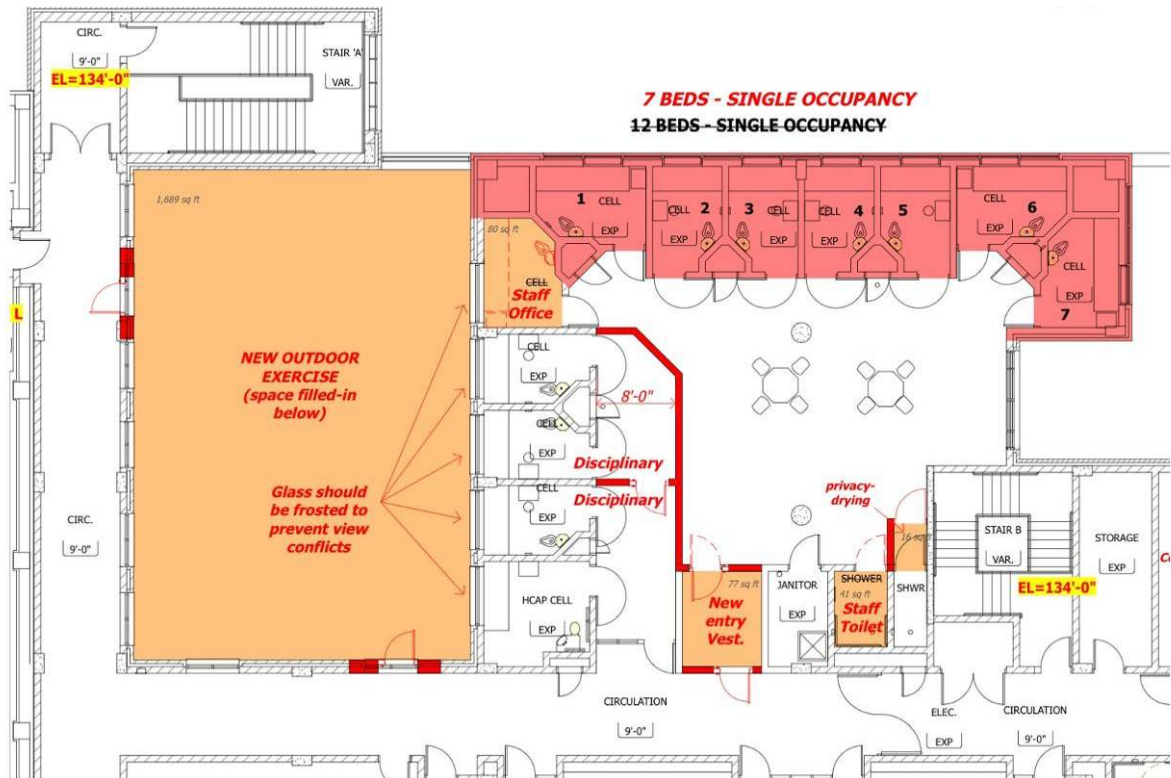 CIRC.
9'-0"
EL=134'-0"
STAIR 'A'
VAR.
7 BEDS - SINGLE OCCUPANCY
12 BEDS - SINGLE OCCUPANCY
1,689 sq ft
80 sq ft
CELL
Staff
Office
1
CELL
EXP
2
CELL
EXP
3
CELL
EXP
4
CELL
EXP
5
6
CELL
EXP
CELL
EXP
7
L
NEW OUTDOOR
EXERCISE
(space filled-in
below)
Glass should
be frosted to
prevent view
conflicts
CELL
EXP
8'-0"
CELL
EXP
Disciplinary
Disciplinary
CELL
EXP
HCAP CELL
EXP
CIRC.
9'-0"
privacy-
drying
16 sq ft
77 sq ft
New
entry
Vest.
JANITOR
EXP
SHOWER
41 sq ft
Staff
Toilet
SHWR
STAIR B
VAR.
EL=134'-0"
STORAGE
EXP
CIRCULATION
9'-0"
ELEC.
EXP
CIRCULATION
9'-0"